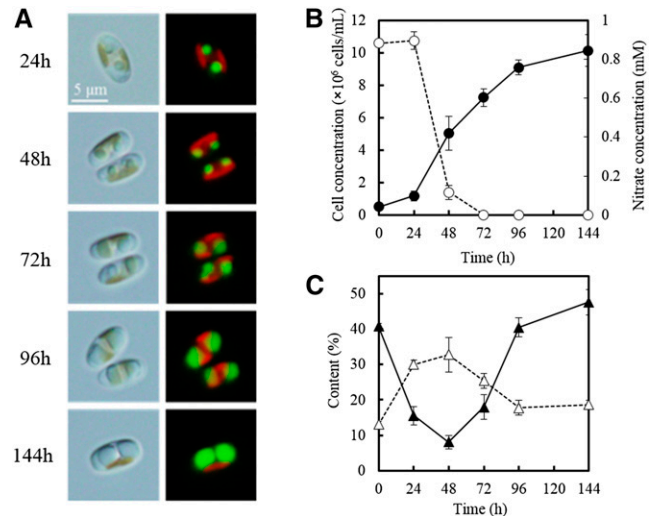 A
24h
5 μm
48h
72h
96h
144h
B
Cell concentration (×10⁶ cells/mL)
12
10
8
6
4
2
0
1
0.8
0.6
0.4
0.2
0
Nitrate concentration (mM)
0 24 48 72 96 120 144
Time (h)
C
Content (%)
50
40
30
20
10
0
0 24 48 72 96 120 144
Time (h)